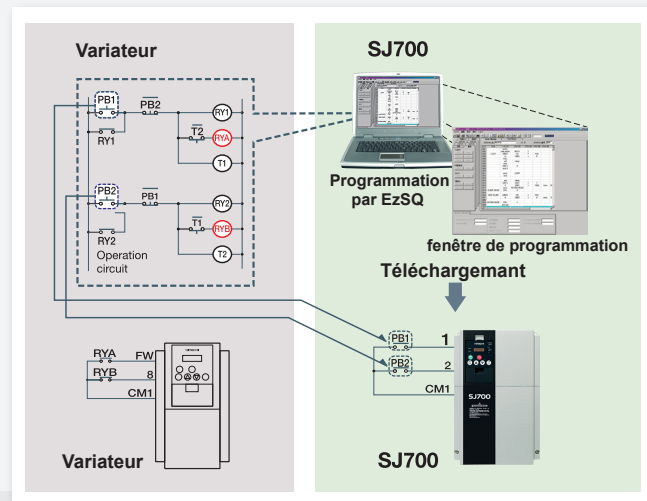 Variateur
PB1
PB2
RY1
T2
RYA
RY1
T1
PB2
PB1
RY2
T1
RYB
RY2
T2
Operation
circuit
SJ700
Programmation
par EzSQ
fenêtre de programmation
Téléchargemant
RYA FW
RYB 8
CM1
Variateur
PB1 1
PB2 2
CM1
SJ700
SJ700